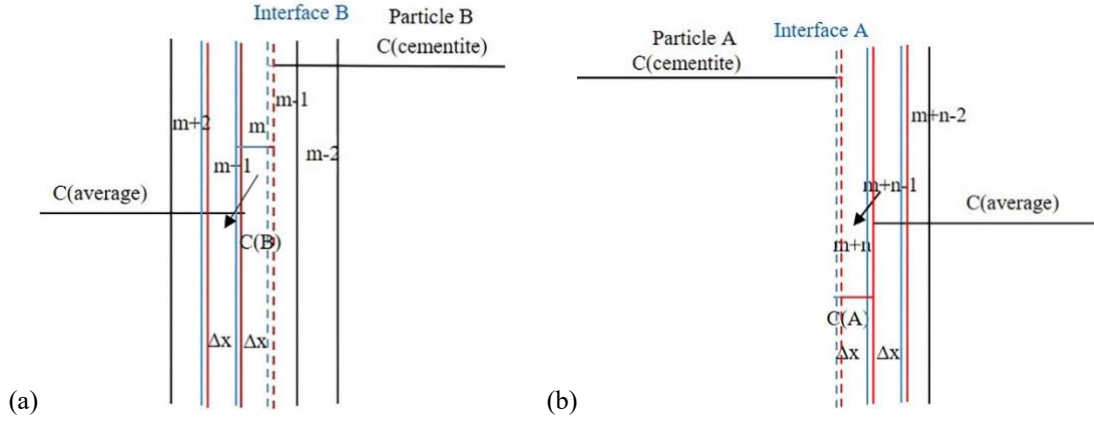 Interface B
Particle B
C(cementite)
m-1
m+2
m
m-2
m+1
C(average)
C(B)
Δx
Δx
(a)
Interface A
Particle A
C(cementite)
m+n-2
m+n-1
C(average)
m+n
C(A)
Δx
Δx
(b)